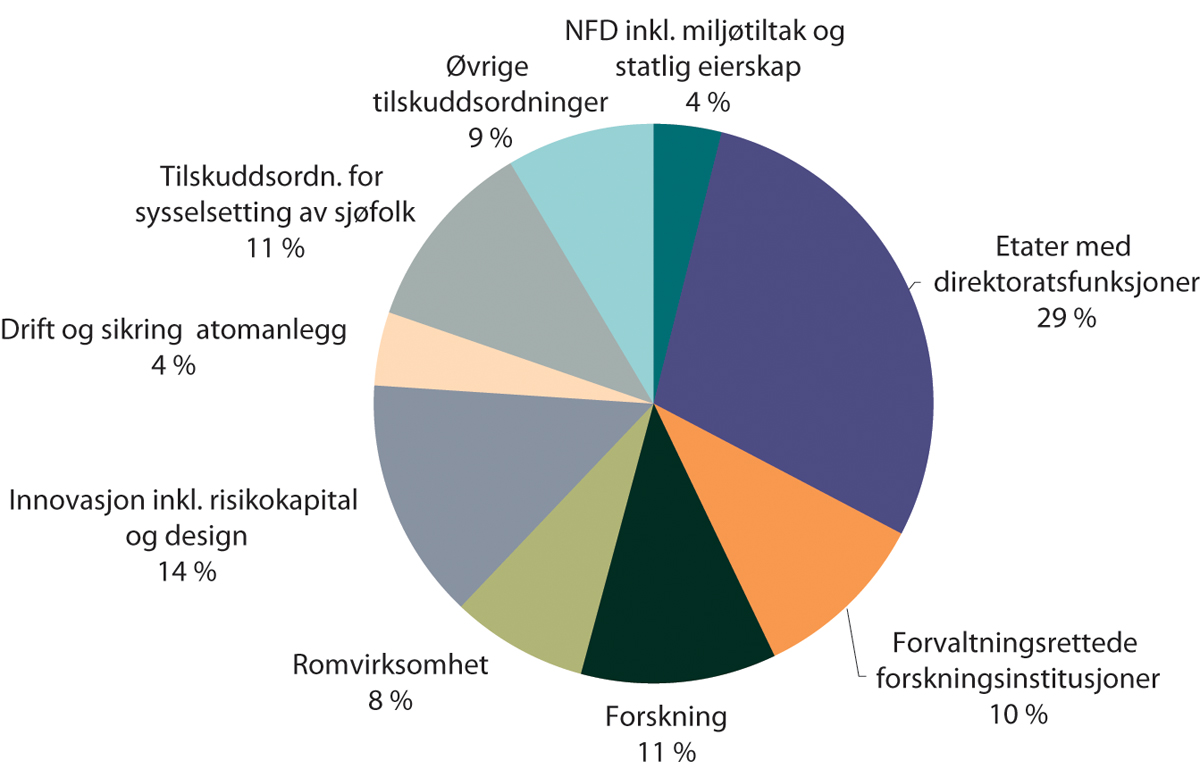 NFD inkl. miljøtiltak og
statlig eierskap
4 %
Etater med
direktoratsfunksjoner
29 %
Forvaltningsrettede
forskningsinstitusjoner
10 %
Forskning
11 %
Romvirksomhet
8 %
Innovasjon inkl. risikokapital
og design
14 %
Drift og sikring  atomanlegg
4 %
Tilskuddsordn. for
sysselsetting av sjøfolk
11 %
Øvrige
tilskuddsordninger
9 %